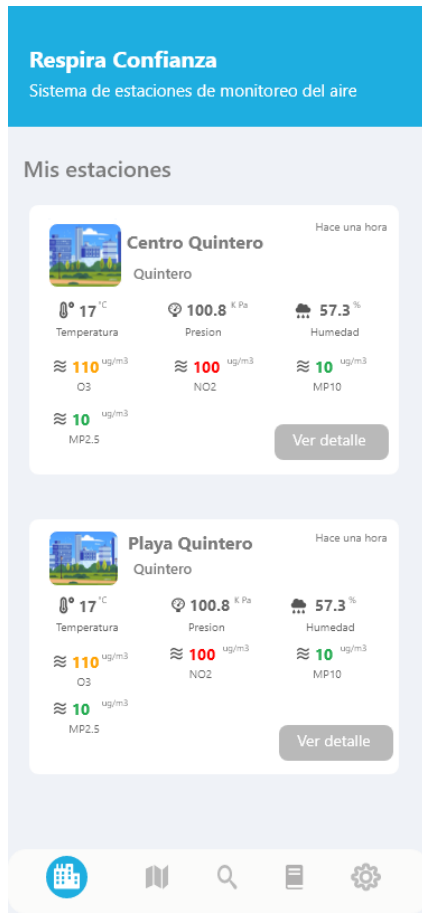 Respira Confianza
Sistema de estaciones de monitoreo del aire
Mis estaciones
Hace una hora
Centro Quintero
Quintero
17 °C 100.8 K Pa 57.3 %
Temperatura Presion Humedad
110 ug/m3 100 ug/m3 10 ug/m3
O3 NO2 MP10
10 ug/m3
MP2.5
Ver detalle
Hace una hora
Playa Quintero
Quintero
17 °C 100.8 K Pa 57.3 %
Temperatura Presion Humedad
110 ug/m3 100 ug/m3 10 ug/m3
O3 NO2 MP10
10 ug/m3
MP2.5
Ver detalle